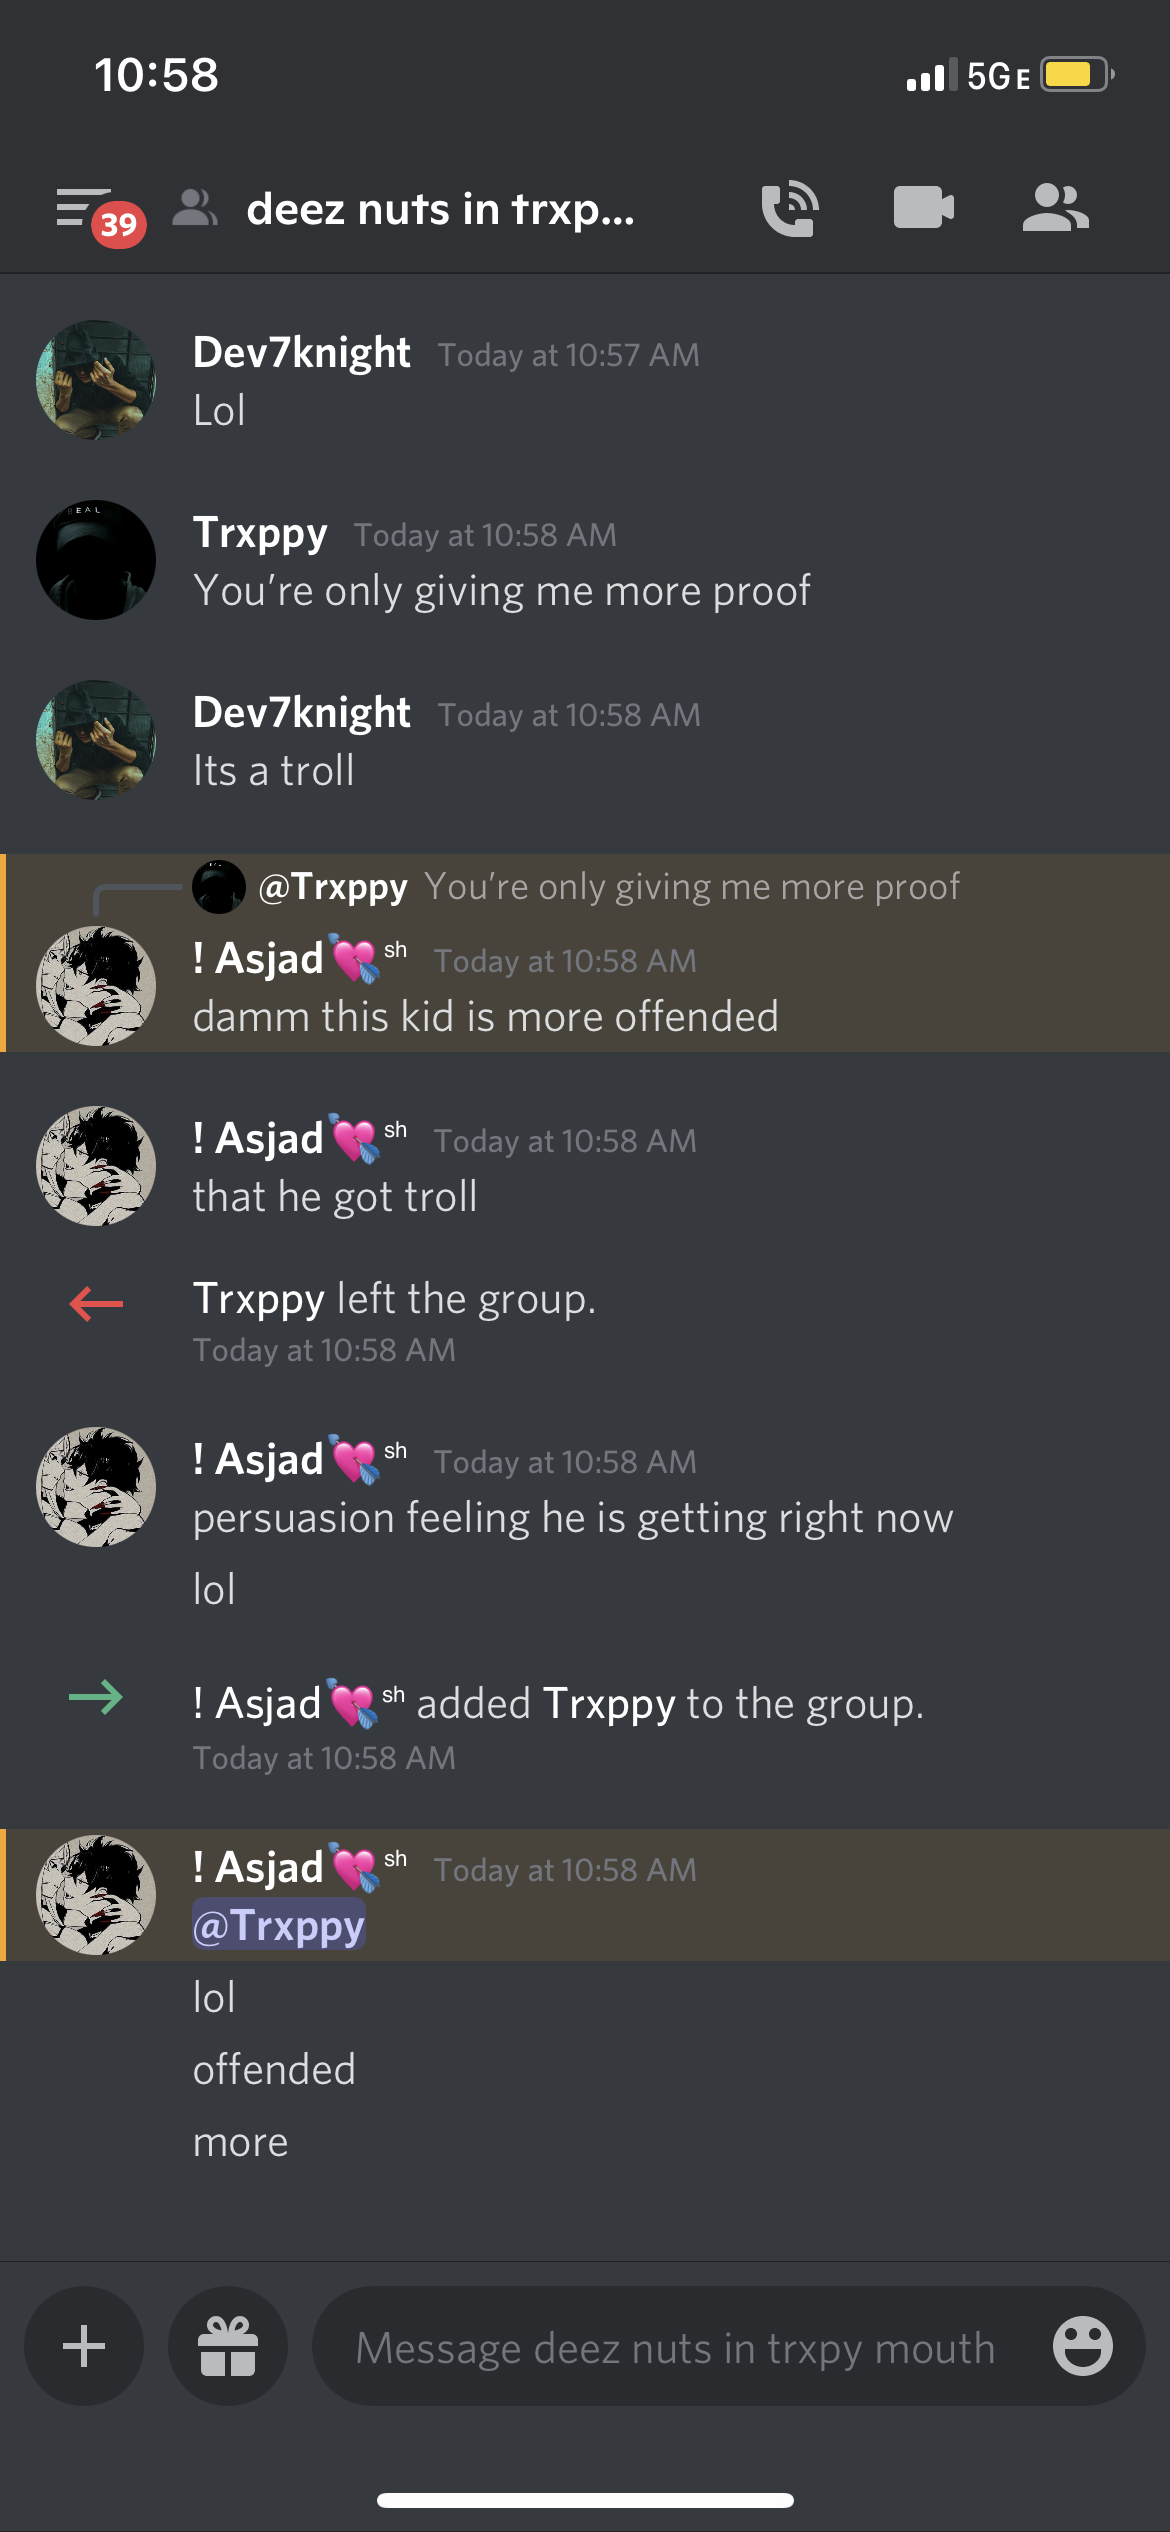 10:58
5GE
39
deez nuts in trxp...
Dev7knight Today at 10:57 AM
Lol
EAL
Trxppy Today at 10:58 AM
You're only giving me more proof
Dev7knight Today at 10:58 AM
Its a troll
@Trxppy You're only giving me more proof
! Asjad💘sh Today at 10:58 AM
damm this kid is more offended
! Asjad💘sh Today at 10:58 AM
that he got troll
Trxppy left the group.
Today at 10:58 AM
! Asjad💘sh Today at 10:58 AM
persuasion feeling he is getting right now
lol
! Asjad💘sh added Trxppy to the group.
Today at 10:58 AM
! Asjad💘sh Today at 10:58 AM
@Trxppy
lol
offended
more
Message deez nuts in trxpy mouth